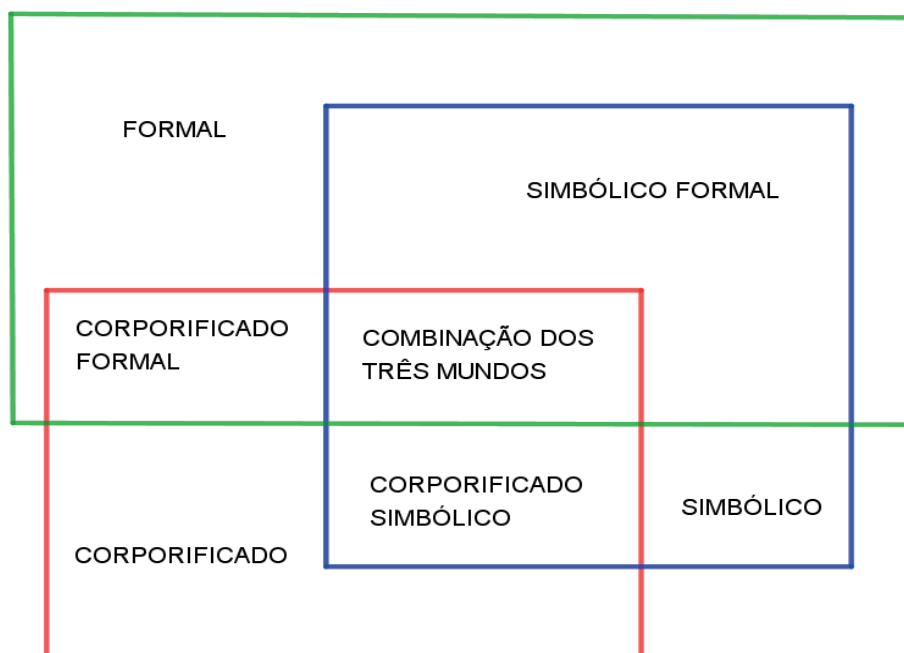 FORMAL
SIMBÓLICO FORMAL
CORPORIFICADO
FORMAL
COMBINAÇÃO DOS
TRÊS MUNDOS
CORPORIFICADO
SIMBÓLICO
SIMBÓLICO
CORPORIFICADO